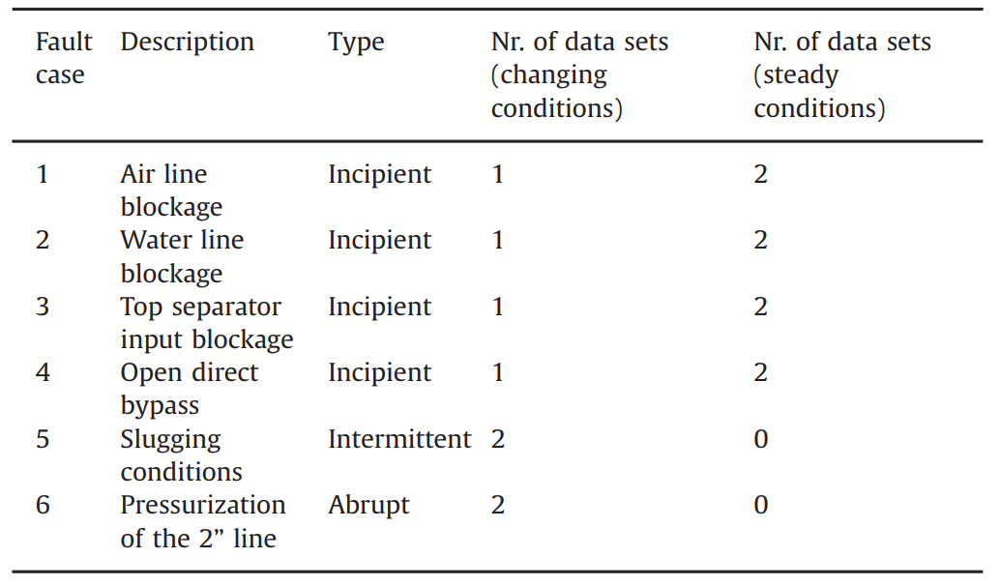 Fault Description Type Nr. of data sets Nr. of data sets
case (changing (steady
conditions) conditions)
1 Air line Incipient 1 2
blockage
2 Water line Incipient 1 2
blockage
3 Top separator Incipient 1 2
input blockage
4 Open direct Incipient 1 2
bypass
5 Slugging Intermittent 2 0
conditions
6 Pressurization Abrupt 2 0
of the 2” line